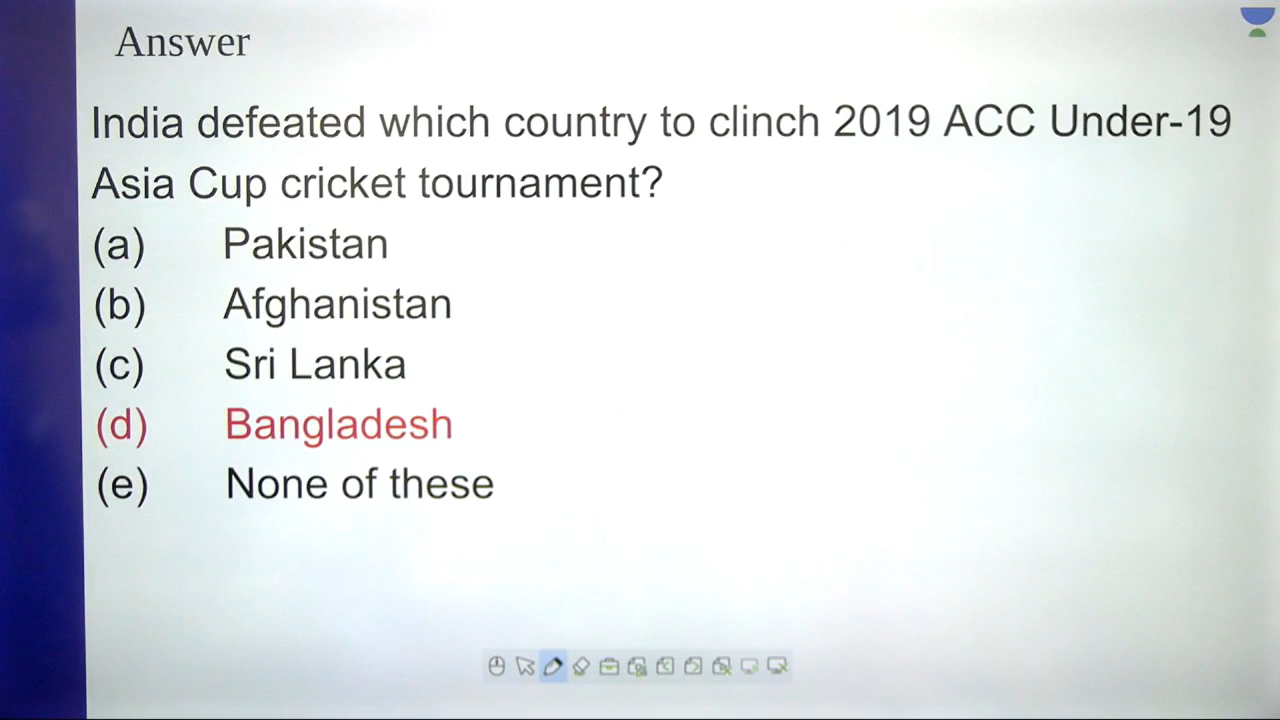 Answer
India defeated which country to clinch 2019 ACC Under-19
Asia Cup cricket tournament?
(a) Pakistan
(b) Afghanistan
(c) Sri Lanka
(d) Bangladesh
(e) None of these